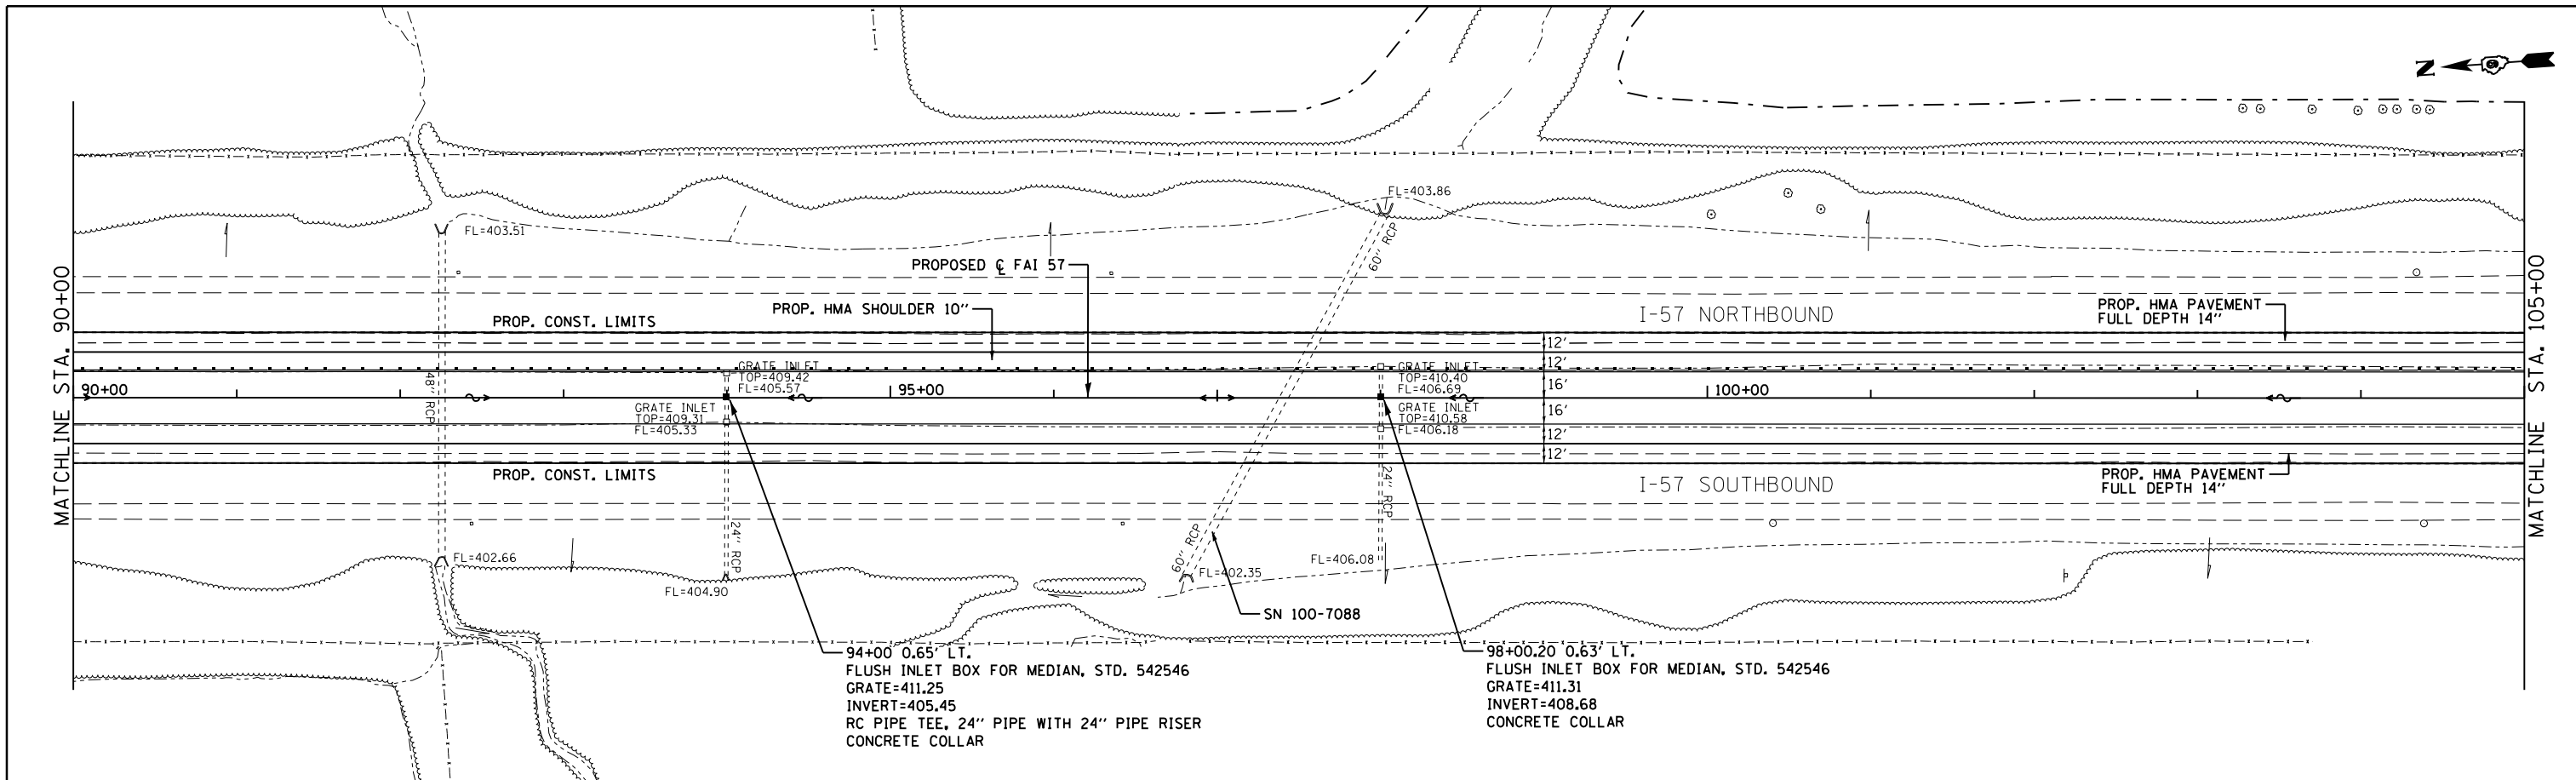 N
FL=403.86
FL=403.51
60'' RCP
MATCHLINE STA. 90+00
MATCHLINE STA. 105+00
PROPOSED ℄ FAI 57
PROP. HMA SHOULDER 10''
PROP. CONST. LIMITS
I-57 NORTHBOUND
PROP. HMA PAVEMENT
FULL DEPTH 14''
12'
12'
16'
16'
12'
12'
GRATE INLET
TOP=409.42
FL=405.57
GRATE INLET
TOP=410.40
FL=406.69
90+00
95+00
100+00
48'' RCP
GRATE INLET
TOP=409.31
FL=405.33
GRATE INLET
TOP=410.58
FL=406.18
PROP. CONST. LIMITS
I-57 SOUTHBOUND
PROP. HMA PAVEMENT
FULL DEPTH 14''
24'' RCP
24'' RCP
60'' RCP
FL=402.66
FL=404.90
FL=402.35
FL=406.08
SN 100-7088
94+00 0.65' LT.
FLUSH INLET BOX FOR MEDIAN, STD. 542546
GRATE=411.25
INVERT=405.45
RC PIPE TEE, 24'' PIPE WITH 24'' PIPE RISER
CONCRETE COLLAR
98+00.20 0.63' LT.
FLUSH INLET BOX FOR MEDIAN, STD. 542546
GRATE=411.31
INVERT=408.68
CONCRETE COLLAR